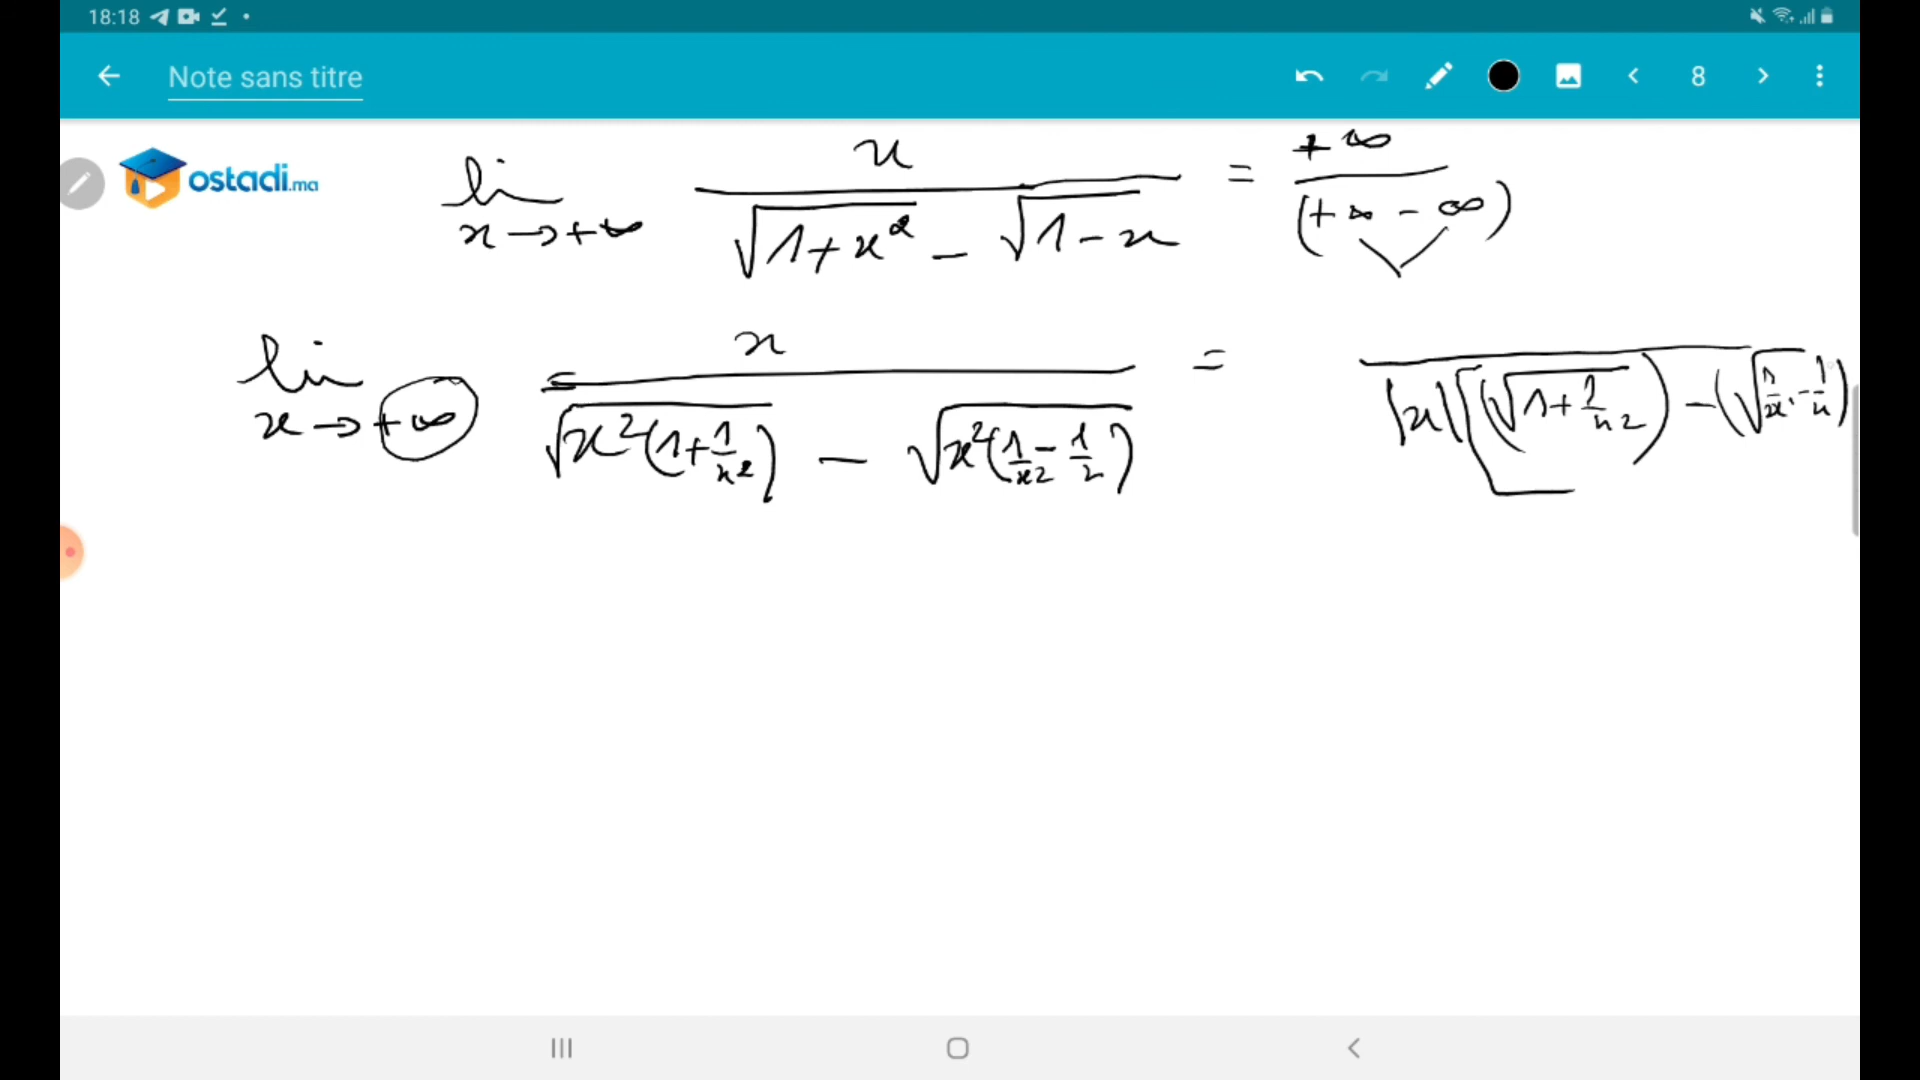 18:18
Note sans titre
8
ostadi.ma
lim x→+∞ x / (√(1+x²) − √(1−x)) = +∞ / (+∞ − ∞)
lim x→+∞ = x / (√(x²(1+1/x²)) − √(x²(1/x² − 1/2))) = / |x|[(√(1+1/x²)) − (√(1/x² − 1/x))